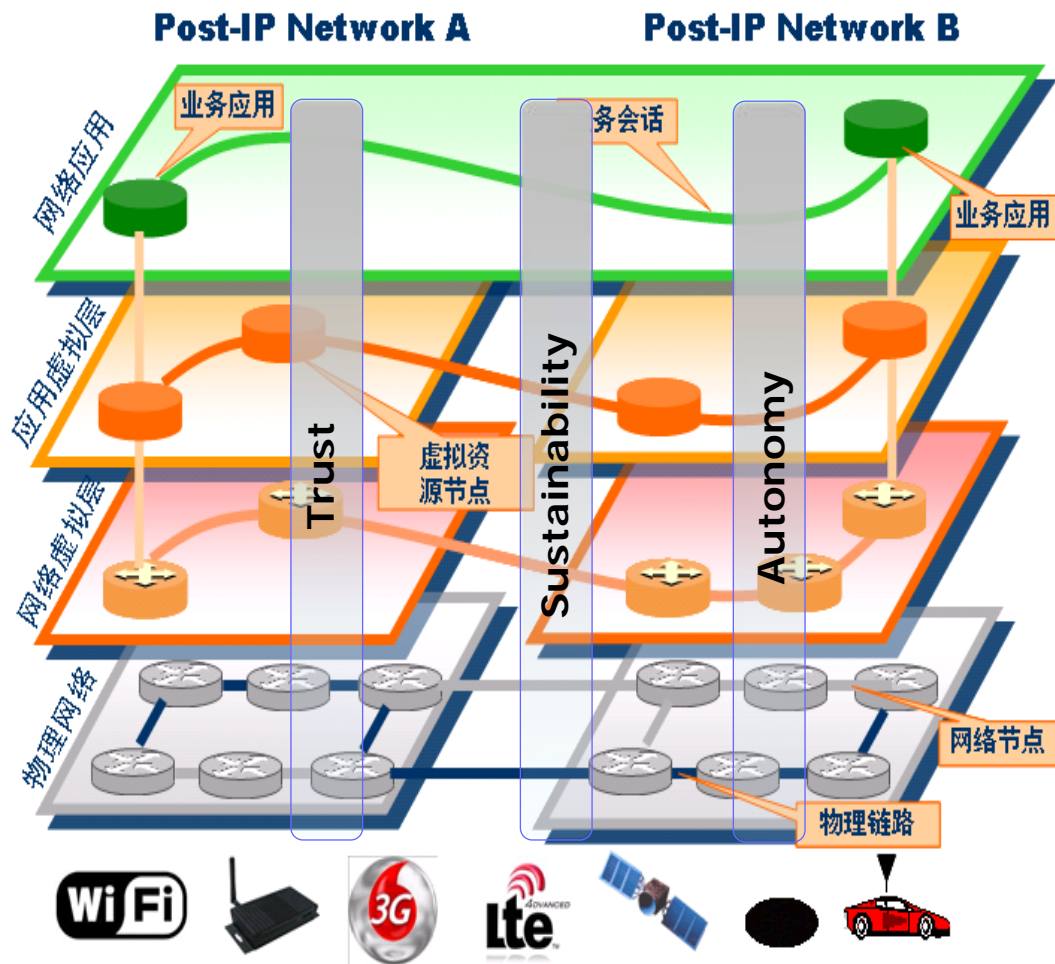 Post-IP Network A
Post-IP Network B
业务应用
务会话
业务应用
网络应用
应用虚拟层
虚拟资
源节点
网络虚拟层
物理网络
Trust
Sustainability
Autonomy
网络节点
物理链路
WiFi
3G
4DVANCED
Lte